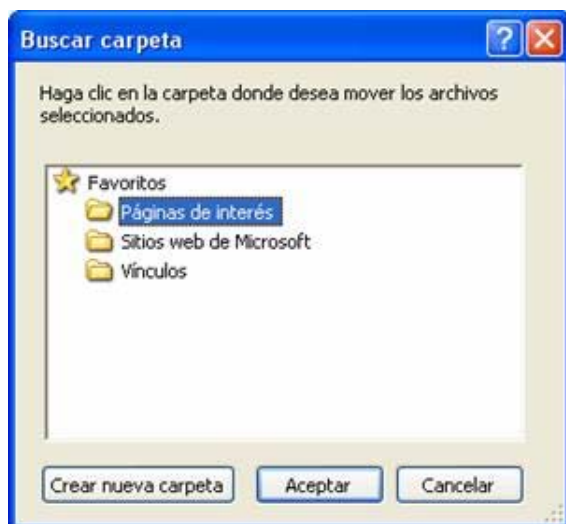 Buscar carpeta
Haga clic en la carpeta donde desea mover los archivos
seleccionados.
Favoritos
Páginas de interés
Sitios web de Microsoft
Vínculos
Crear nueva carpeta Aceptar Cancelar